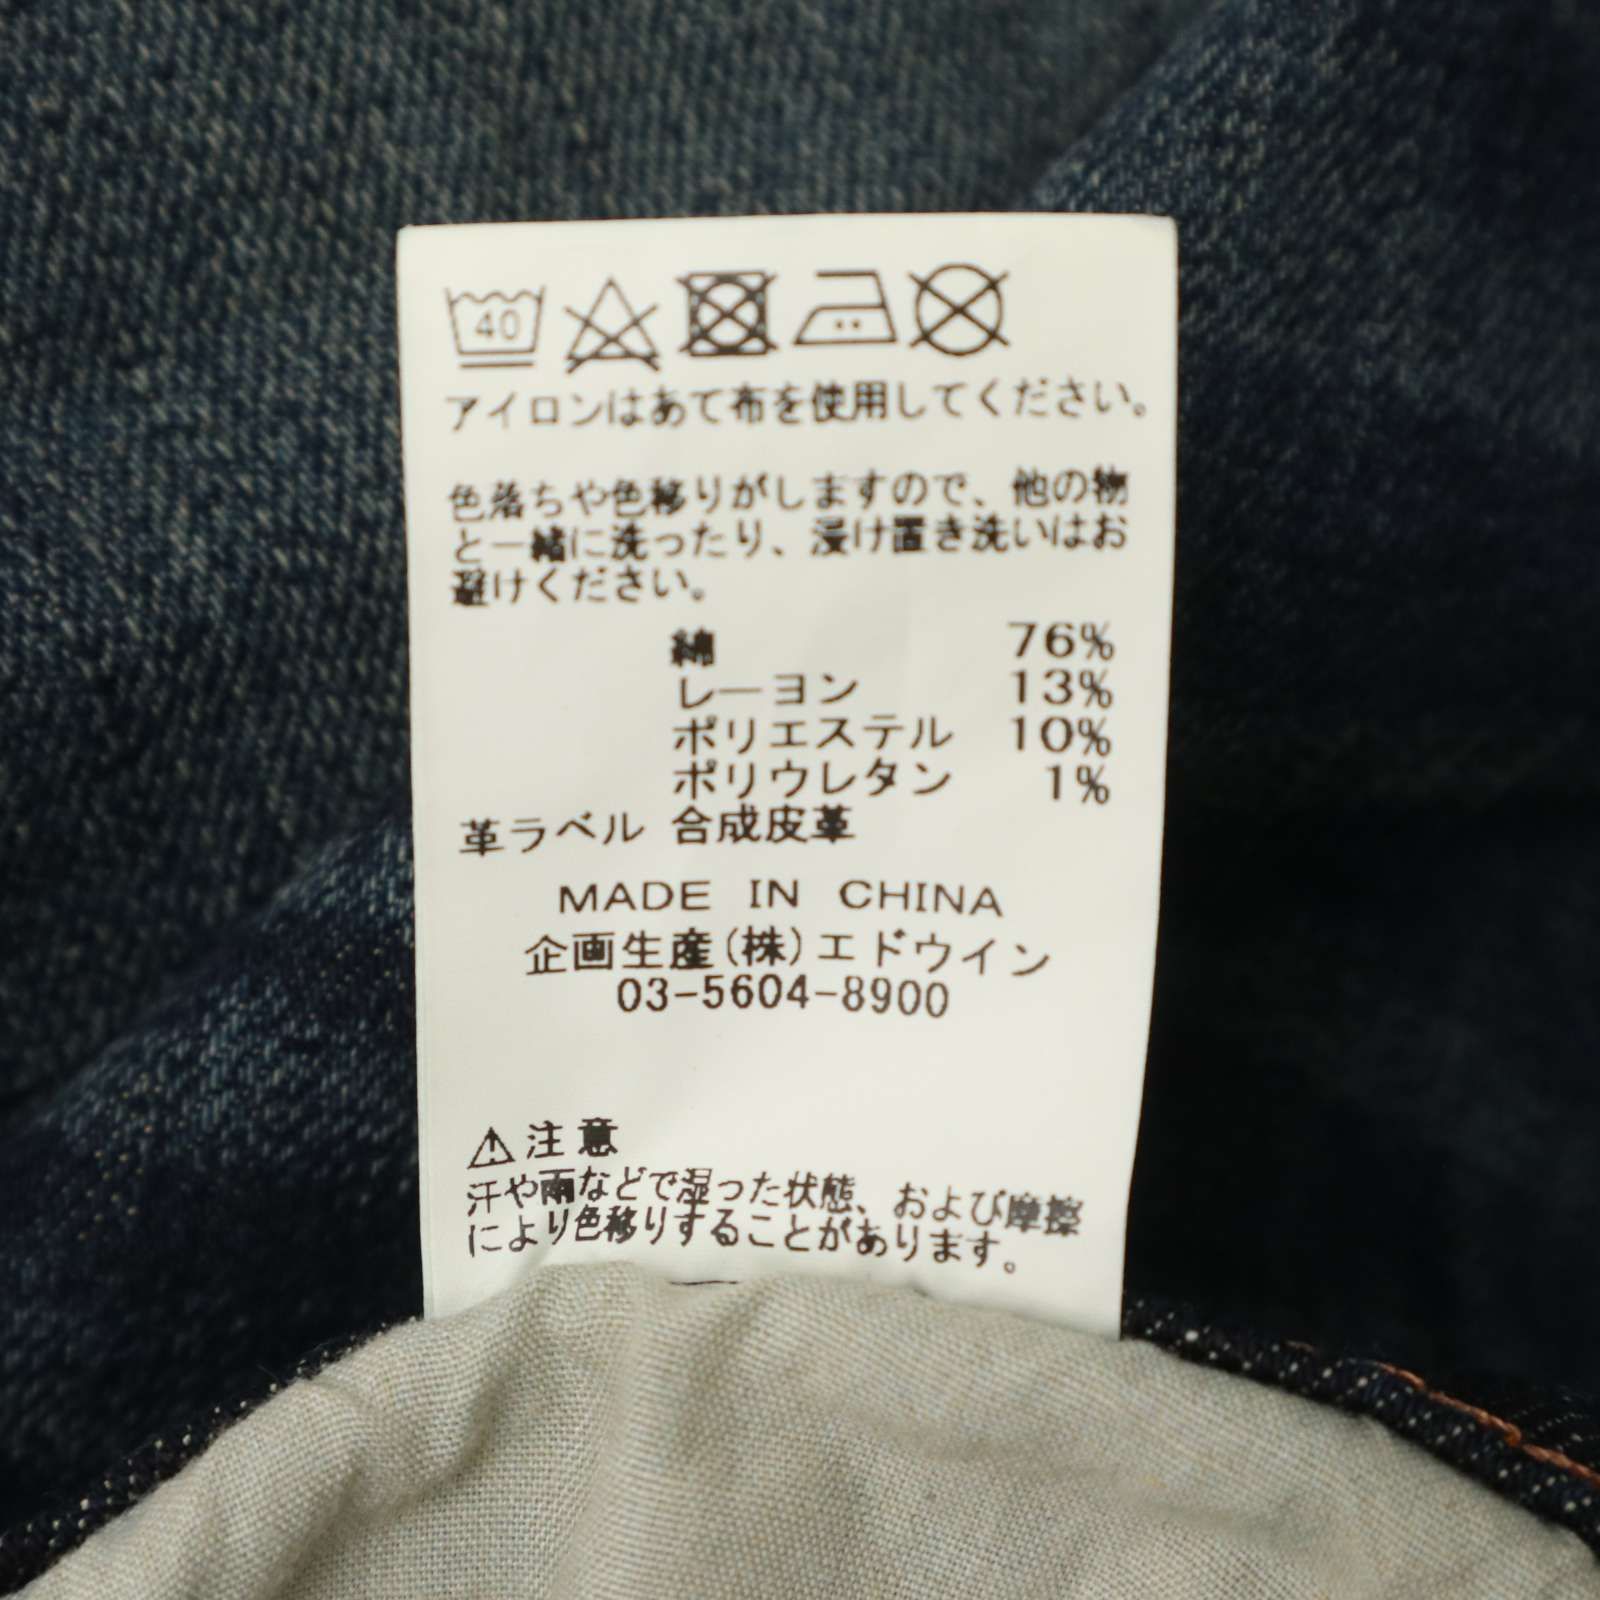 40
アイロンはあて布を使用してください。
色落ちや色移りがしますので、他の物
と一緒に洗ったり、浸け置き洗いはお
避けください。
綿 76%
レーヨン 13%
ポリエステル 10%
ポリウレタン 1%
革ラベル 合成皮革
MADE IN CHINA
企画生産(株)エドウイン
03-5604-8900
⚠注意
汗や雨などで湿った状態、および摩擦
により色移りすることがあります。